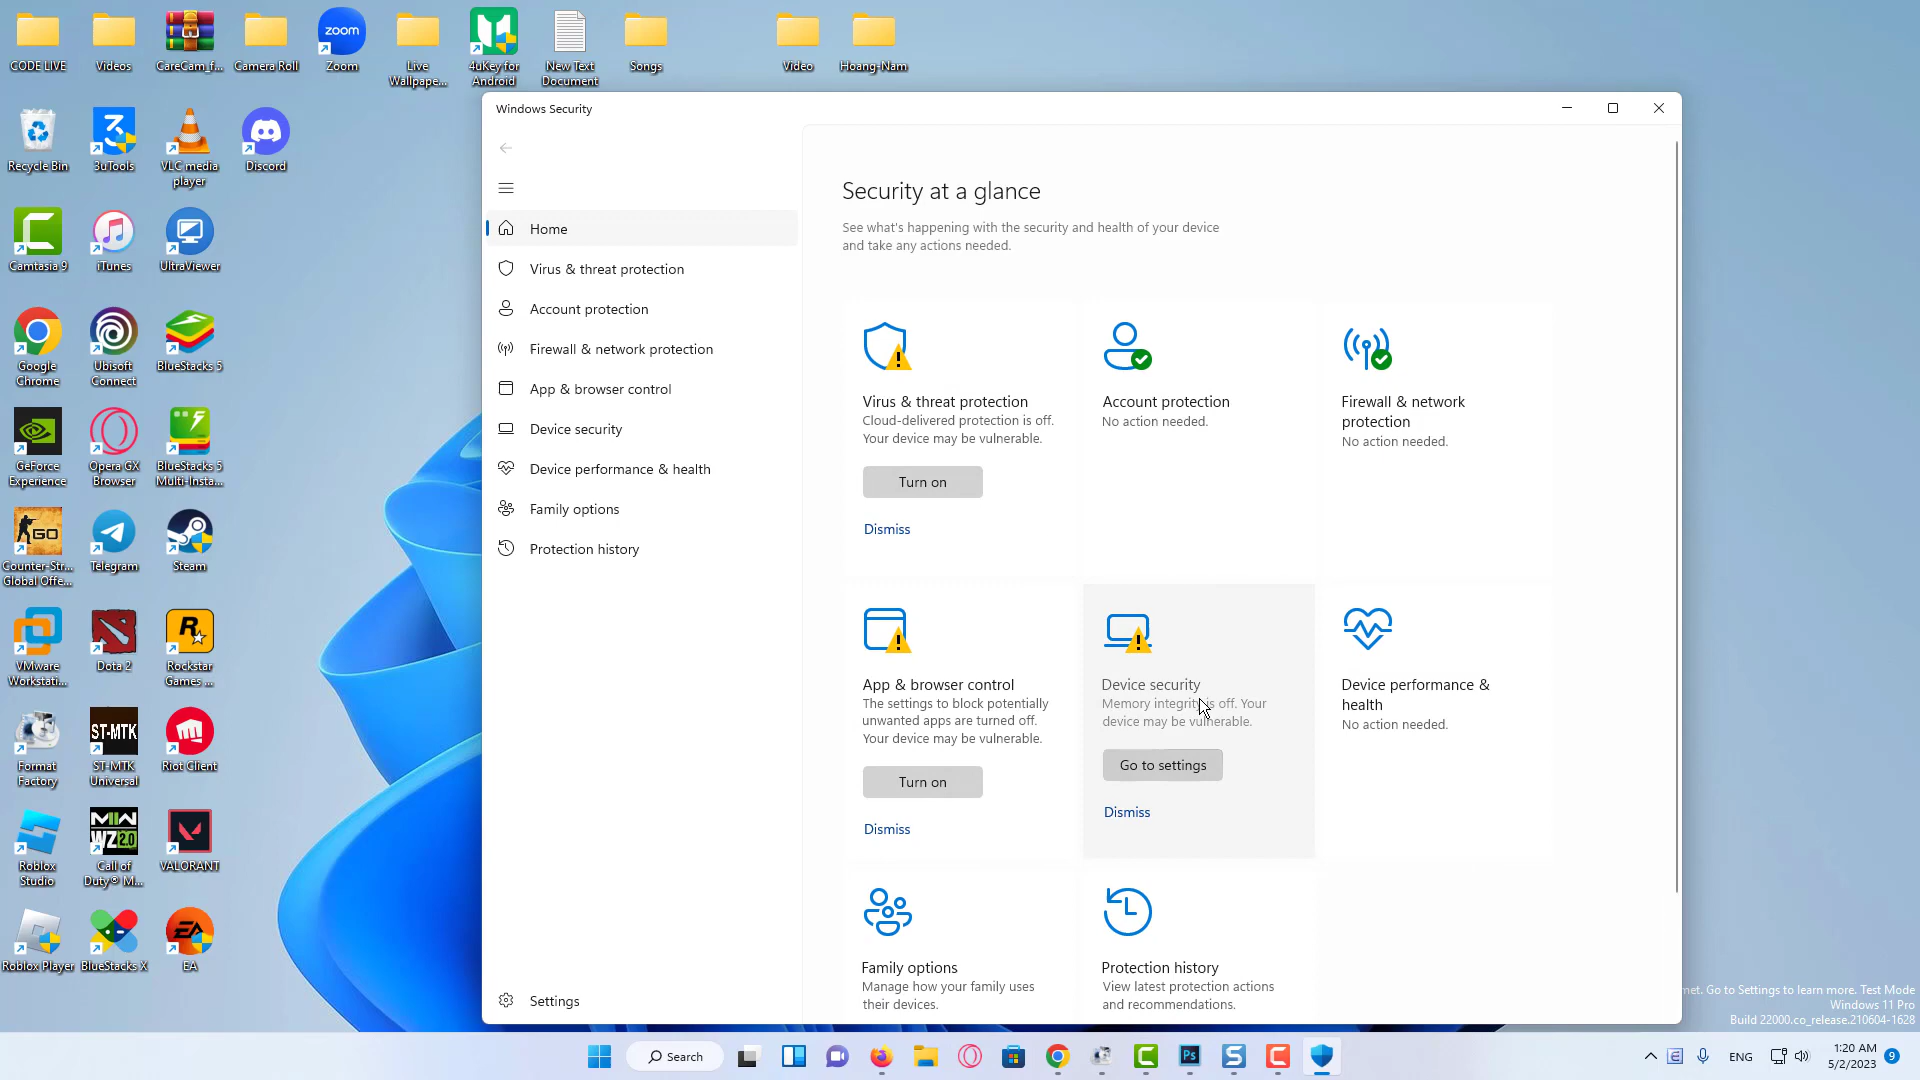 CODE LIVE
Videos
CareCam_f...
Camera Roll
zoom
Zoom
Live
Wallpape...
4uKey for
Android
New Text
Document
Songs
Video
Hoang-Nam
Recycle Bin
3uTools
VLC media
player
Discord
Camtasia 9
iTunes
UltraViewer
Google
Chrome
Ubisoft
Connect
BlueStacks 5
GeForce
Experience
Opera GX
Browser
BlueStacks 5
Multi-Insta...
GO
Counter-Str...
Global Offe...
Telegram
Steam
VMware
Workstati...
Dota 2
Rockstar
Games ...
Format
Factory
ST-MTK
ST-MTK
Universal
Riot Client
Roblox
Studio
MW
WZ2.0
Call of
Duty® M...
VALORANT
Roblox Player
BlueStacks X
EA
EA
Windows Security
Home
Virus & threat protection
Account protection
Firewall & network protection
App & browser control
Device security
Device performance & health
Family options
Protection history
Settings
Security at a glance
See what's happening with the security and health of your device
and take any actions needed.
Virus & threat protection
Cloud-delivered protection is off.
Your device may be vulnerable.
Turn on
Dismiss
Account protection
No action needed.
Firewall & network
protection
No action needed.
App & browser control
The settings to block potentially
unwanted apps are turned off.
Your device may be vulnerable.
Turn on
Dismiss
Device security
Memory integrity is off. Your
device may be vulnerable.
Go to settings
Dismiss
Device performance &
health
No action needed.
Family options
Manage how your family uses
their devices.
Protection history
View latest protection actions
and recommendations.
net. Go to Settings to learn more. Test Mode
Windows 11 Pro
Build 22000.co_release.210604-1628
Search
Ps
S
C
ENG
1:20 AM
5/2/2023
9